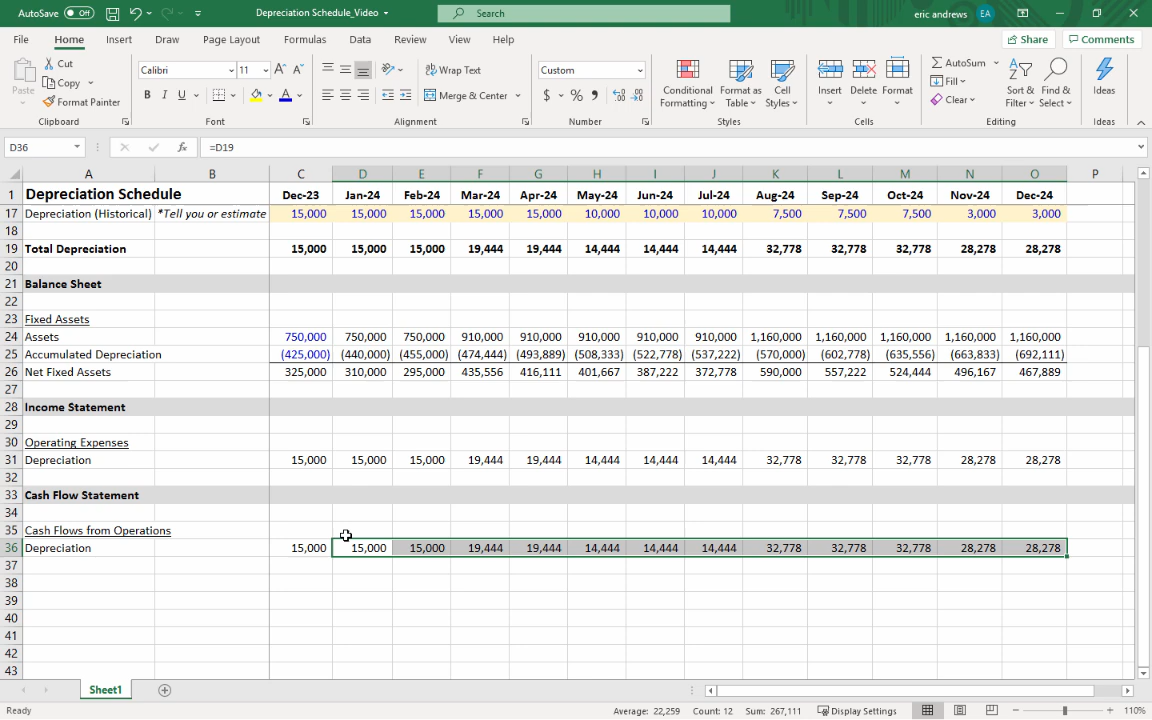 AutoSave Off Depreciation Schedule_Video Search eric andrews EA
File Home Insert Draw Page Layout Formulas Data Review View Help Share Comments
Paste Cut Copy Format Painter Clipboard
Calibri 11 B I U A Font
Wrap Text Merge & Center Alignment
Custom $ % Number
Conditional Formatting Format as Table Cell Styles Styles
Insert Delete Format Cells
AutoSum Fill Clear Sort & Filter Find & Select Editing
Ideas Ideas
D36 fx =D19
A B C D E F G H I J K L M N O P
1 Depreciation Schedule Dec-23 Jan-24 Feb-24 Mar-24 Apr-24 May-24 Jun-24 Jul-24 Aug-24 Sep-24 Oct-24 Nov-24 Dec-24
17 Depreciation (Historical) *Tell you or estimate 15,000 15,000 15,000 15,000 15,000 10,000 10,000 10,000 7,500 7,500 7,500 3,000 3,000
18
19 Total Depreciation 15,000 15,000 15,000 19,444 19,444 14,444 14,444 14,444 32,778 32,778 32,778 28,278 28,278
20
21 Balance Sheet
22
23 Fixed Assets
24 Assets 750,000 750,000 750,000 910,000 910,000 910,000 910,000 910,000 1,160,000 1,160,000 1,160,000 1,160,000 1,160,000
25 Accumulated Depreciation (425,000) (440,000) (455,000) (474,444) (493,889) (508,333) (522,778) (537,222) (570,000) (602,778) (635,556) (663,833) (692,111)
26 Net Fixed Assets 325,000 310,000 295,000 435,556 416,111 401,667 387,222 372,778 590,000 557,222 524,444 496,167 467,889
27
28 Income Statement
29
30 Operating Expenses
31 Depreciation 15,000 15,000 15,000 19,444 19,444 14,444 14,444 14,444 32,778 32,778 32,778 28,278 28,278
32
33 Cash Flow Statement
34
35 Cash Flows from Operations
36 Depreciation 15,000 15,000 15,000 19,444 19,444 14,444 14,444 14,444 32,778 32,778 32,778 28,278 28,278
37
38
39
40
41
42
43
Sheet1
Ready Average: 22,259 Count: 12 Sum: 267,111 Display Settings 110%